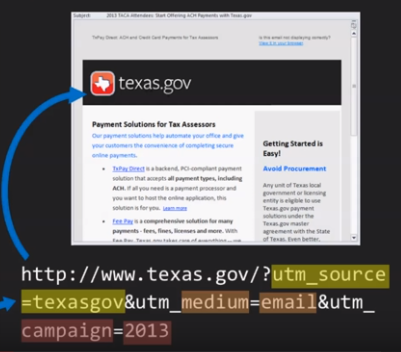 Subject: 2013 TACA Attendees: Start Offering ACH Payments with Texas.gov
TxPay Direct: ACH and Credit Card Payments for Tax Assessors
Is this email not displaying correctly?
View it in your browser
texas.gov
Payment Solutions for Tax Assessors
Our payment solutions help automate your office and give
your customers the convenience of completing secure
online payments.
TxPay Direct is a backend, PCI-compliant payment
solution that accepts all payment types, including
ACH. If all you need is a payment processor and
you want to host the online application, this
solution is for you. Learn more
Fee Pay is a comprehensive solution for many
payments - fees, fines, licenses and more. With
Fee Pay, Texas.gov takes care of everything -- we
Getting Started is
Easy!
Avoid Procurement
Any unit of Texas local
government or licensing
entity is eligible to use
Texas.gov payment
solutions under the
Texas.gov master
agreement with the State
of Texas. Even better,
http://www.texas.gov/?utm_source
=texasgov&utm_medium=email&utm_
campaign=2013